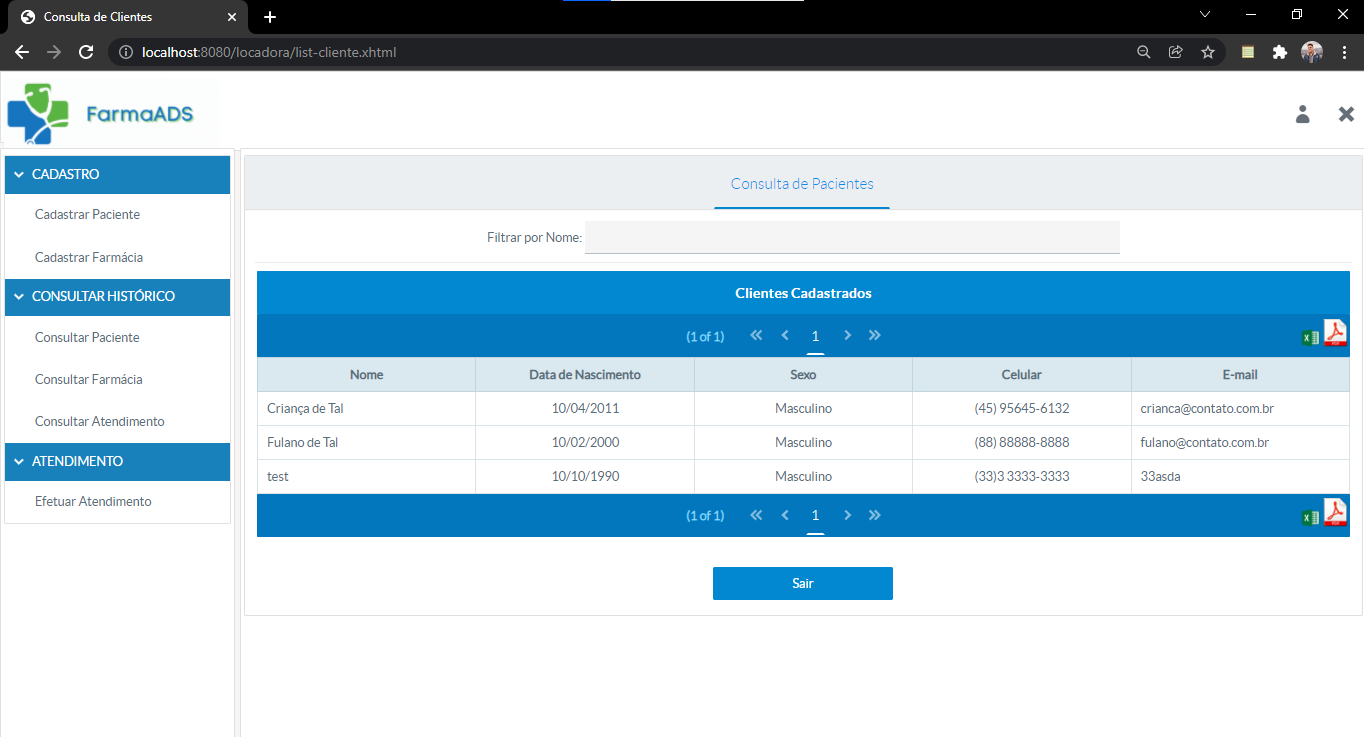 Consulta de Clientes
localhost:8080/locadora/list-cliente.xhtml
FarmaADS
CADASTRO
Cadastrar Paciente
Cadastrar Farmácia
CONSULTAR HISTÓRICO
Consultar Paciente
Consultar Farmácia
Consultar Atendimento
ATENDIMENTO
Efetuar Atendimento
Consulta de Pacientes
Filtrar por Nome:
Clientes Cadastrados
(1 of 1) 1
Nome Data de Nascimento Sexo Celular E-mail
Criança de Tal 10/04/2011 Masculino (45) 95645-6132 crianca@contato.com.br
Fulano de Tal 10/02/2000 Masculino (88) 88888-8888 fulano@contato.com.br
test 10/10/1990 Masculino (33)3 3333-3333 33asda
(1 of 1) 1
Sair